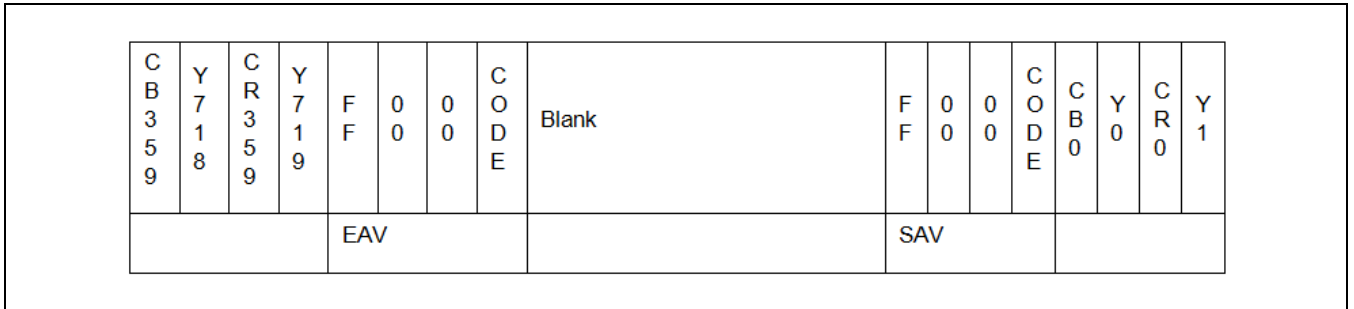 CB359 Y718 CR359 Y719 FF 00 00 CODE Blank FF 00 00 CODE CB0 Y0 CR0 Y1
EAV SAV